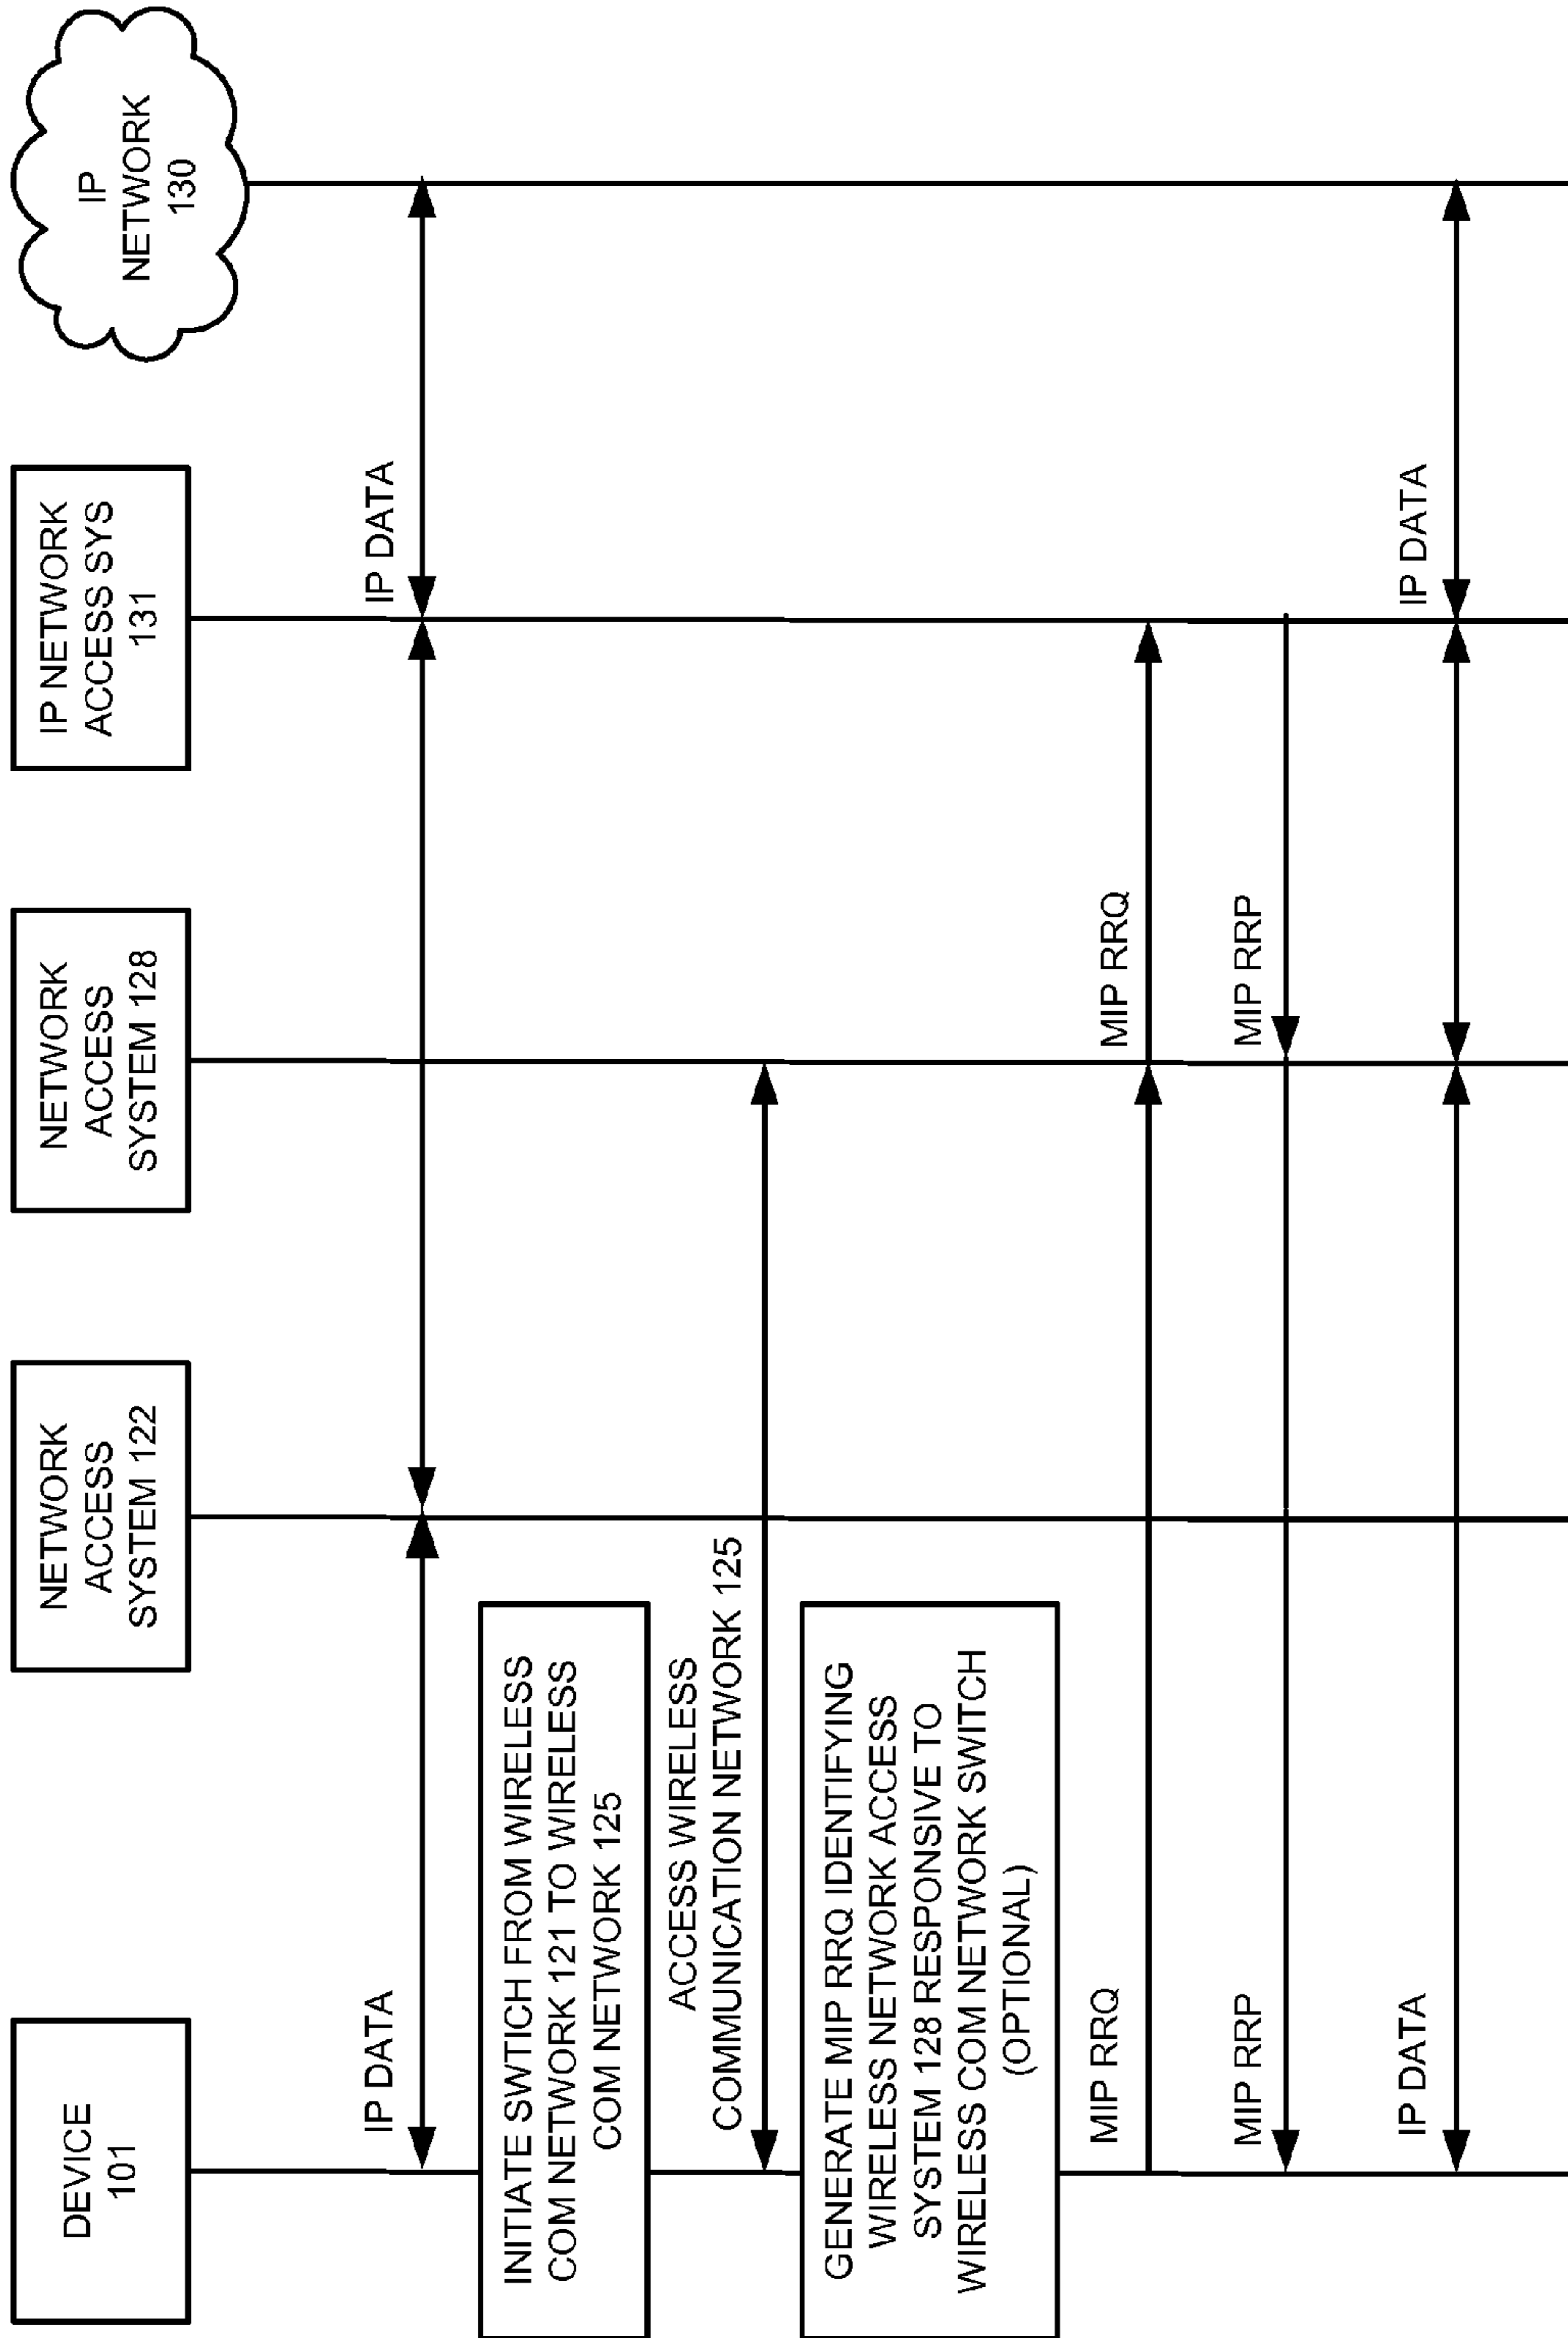 DEVICE
101
NETWORK
ACCESS
SYSTEM 122
NETWORK
ACCESS
SYSTEM 128
IP NETWORK
ACCESS SYS
131
IP
NETWORK
130
IP DATA
IP DATA
INITIATE SWTICH FROM WIRELESS
COM NETWORK 121 TO WIRELESS
COM NETWORK 125
ACCESS WIRELESS
COMMUNICATION NETWORK 125
GENERATE MIP RRQ IDENTIFYING
WIRELESS NETWORK ACCESS
SYSTEM 128 RESPONSIVE TO
WIRELESS COM NETWORK SWITCH
(OPTIONAL)
MIP RRQ
MIP RRQ
MIP RRP
MIP RRP
IP DATA
IP DATA